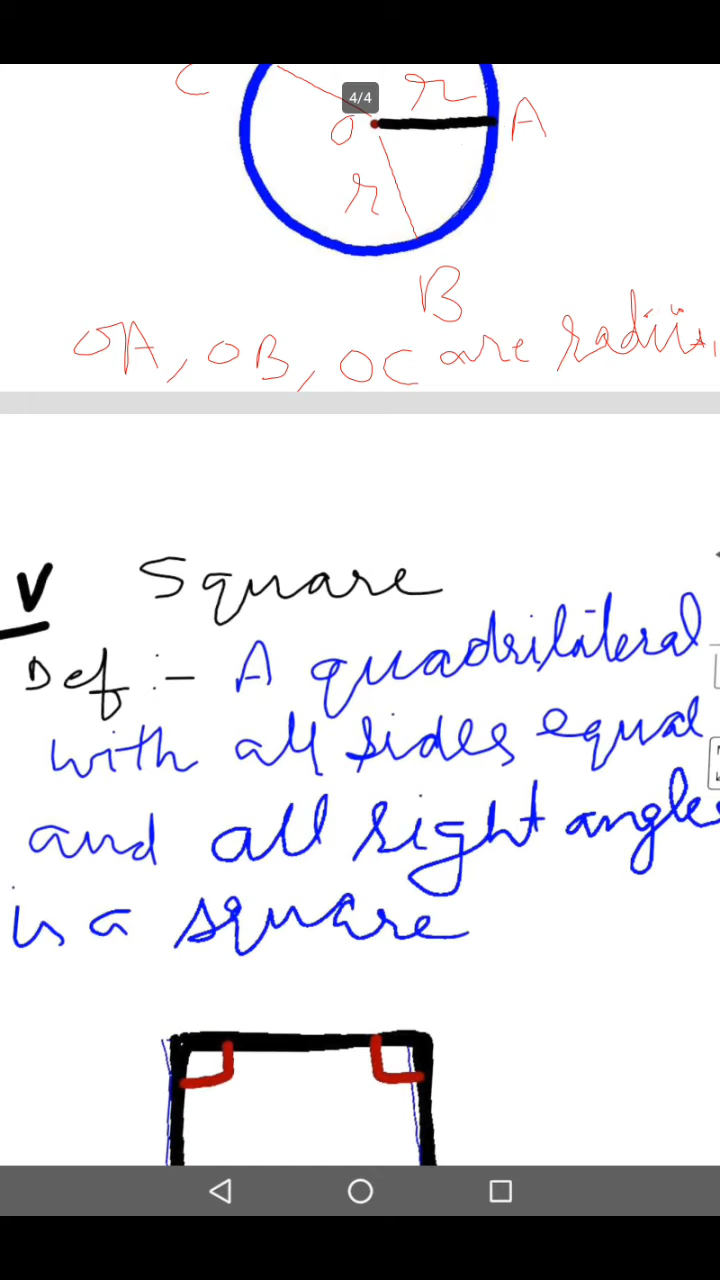 C
4/4
r
O
A
r
B
OA, OB, OC are radii
V Square
Def :- A quadrilateral
with all sides equal
and all right angles
is a square